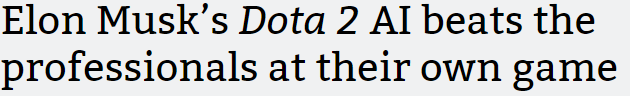 Elon Musk’s Dota 2 AI beats the
professionals at their own game